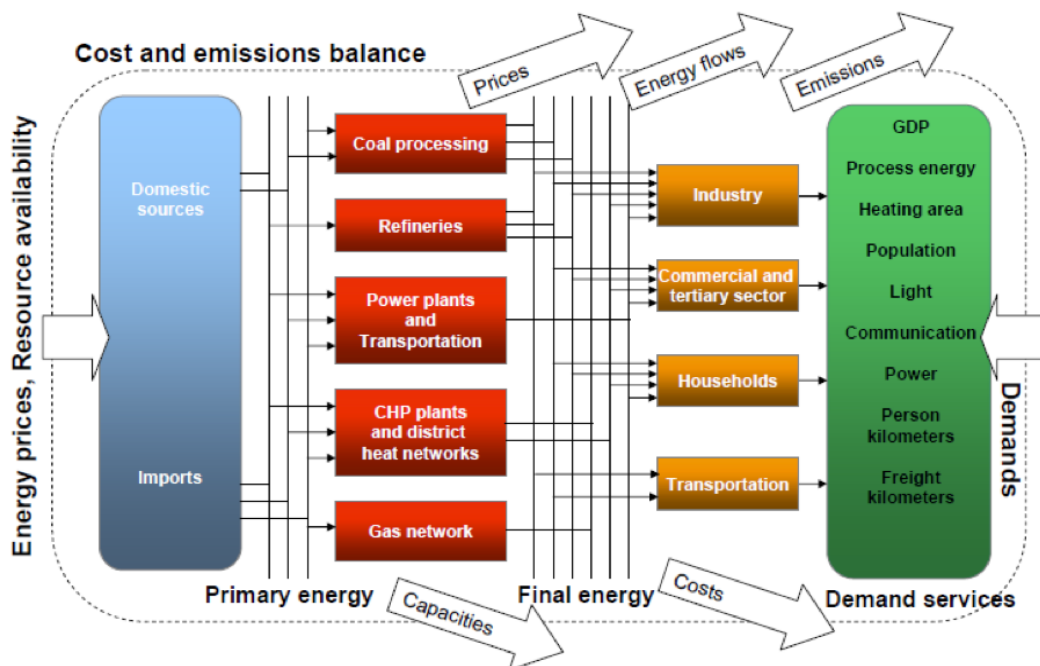 Cost and emissions balance
Prices
Energy flows
Emissions
Energy prices, Resource availability
Domestic
sources
Imports
Primary energy
Coal processing
Refineries
Power plants
and
Transportation
CHP plants
and district
heat networks
Gas network
Capacities
Final energy
Industry
Commercial and
tertiary sector
Households
Transportation
Costs
GDP
Process energy
Heating area
Population
Light
Communication
Power
Person
kilometers
Freight
kilometers
Demand services
Demands